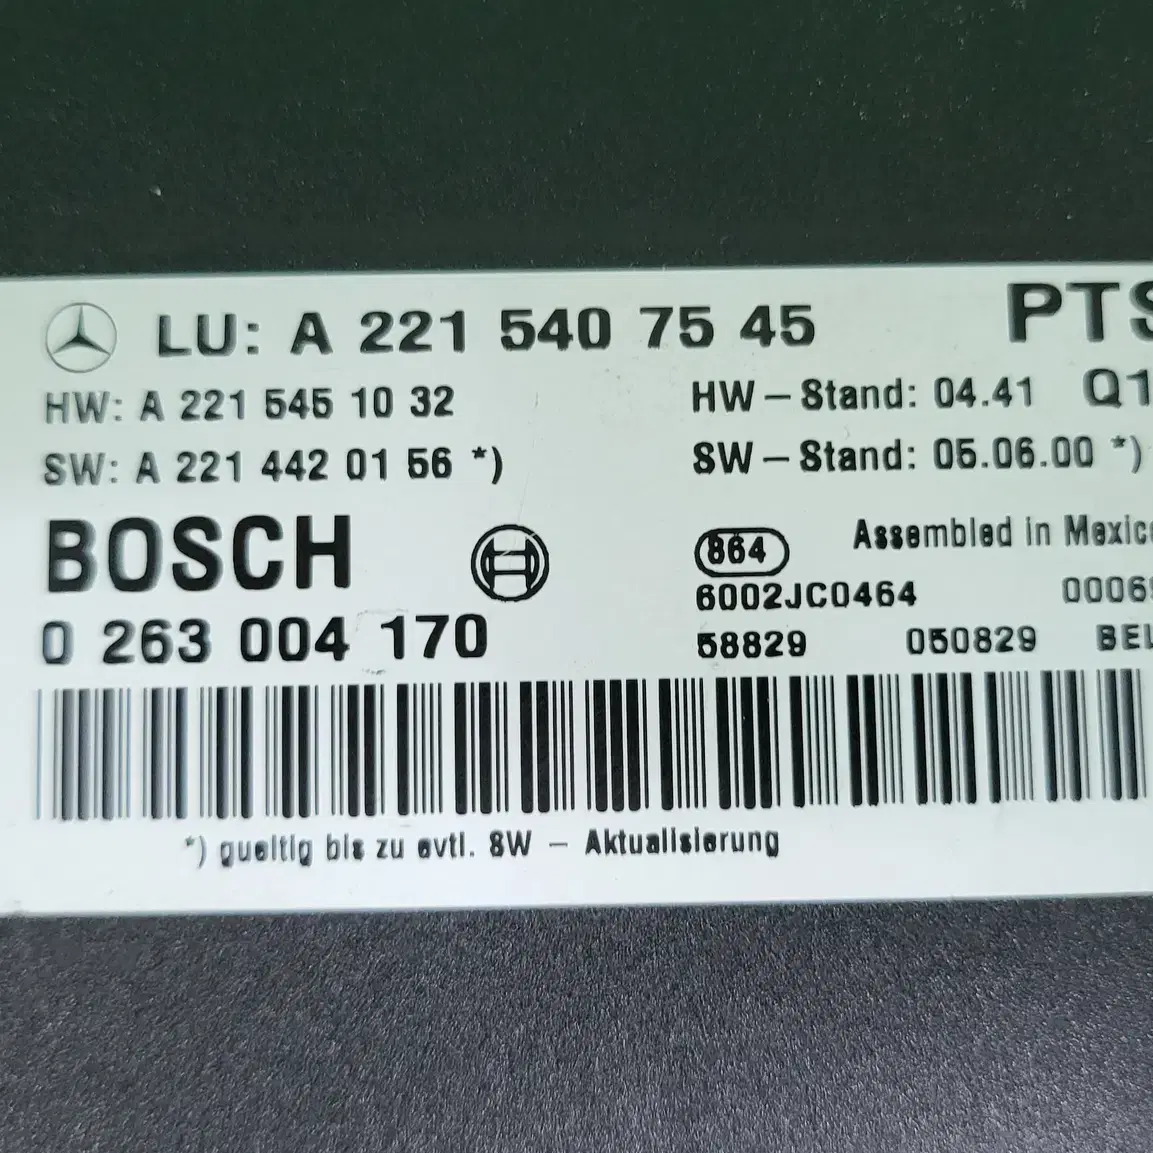 LU: A 221 540 75 45 PTS
HW: A 221 545 10 32 HW – Stand: 04.41 Q1
SW: A 221 442 01 56 *) SW – Stand: 05.06.00 *)
BOSCH 864 Assembled in Mexico
6002JC0464 0006
0 263 004 170 58829 050829 BEL
*) gueltig bis zu evtl. SW – Aktualisierung